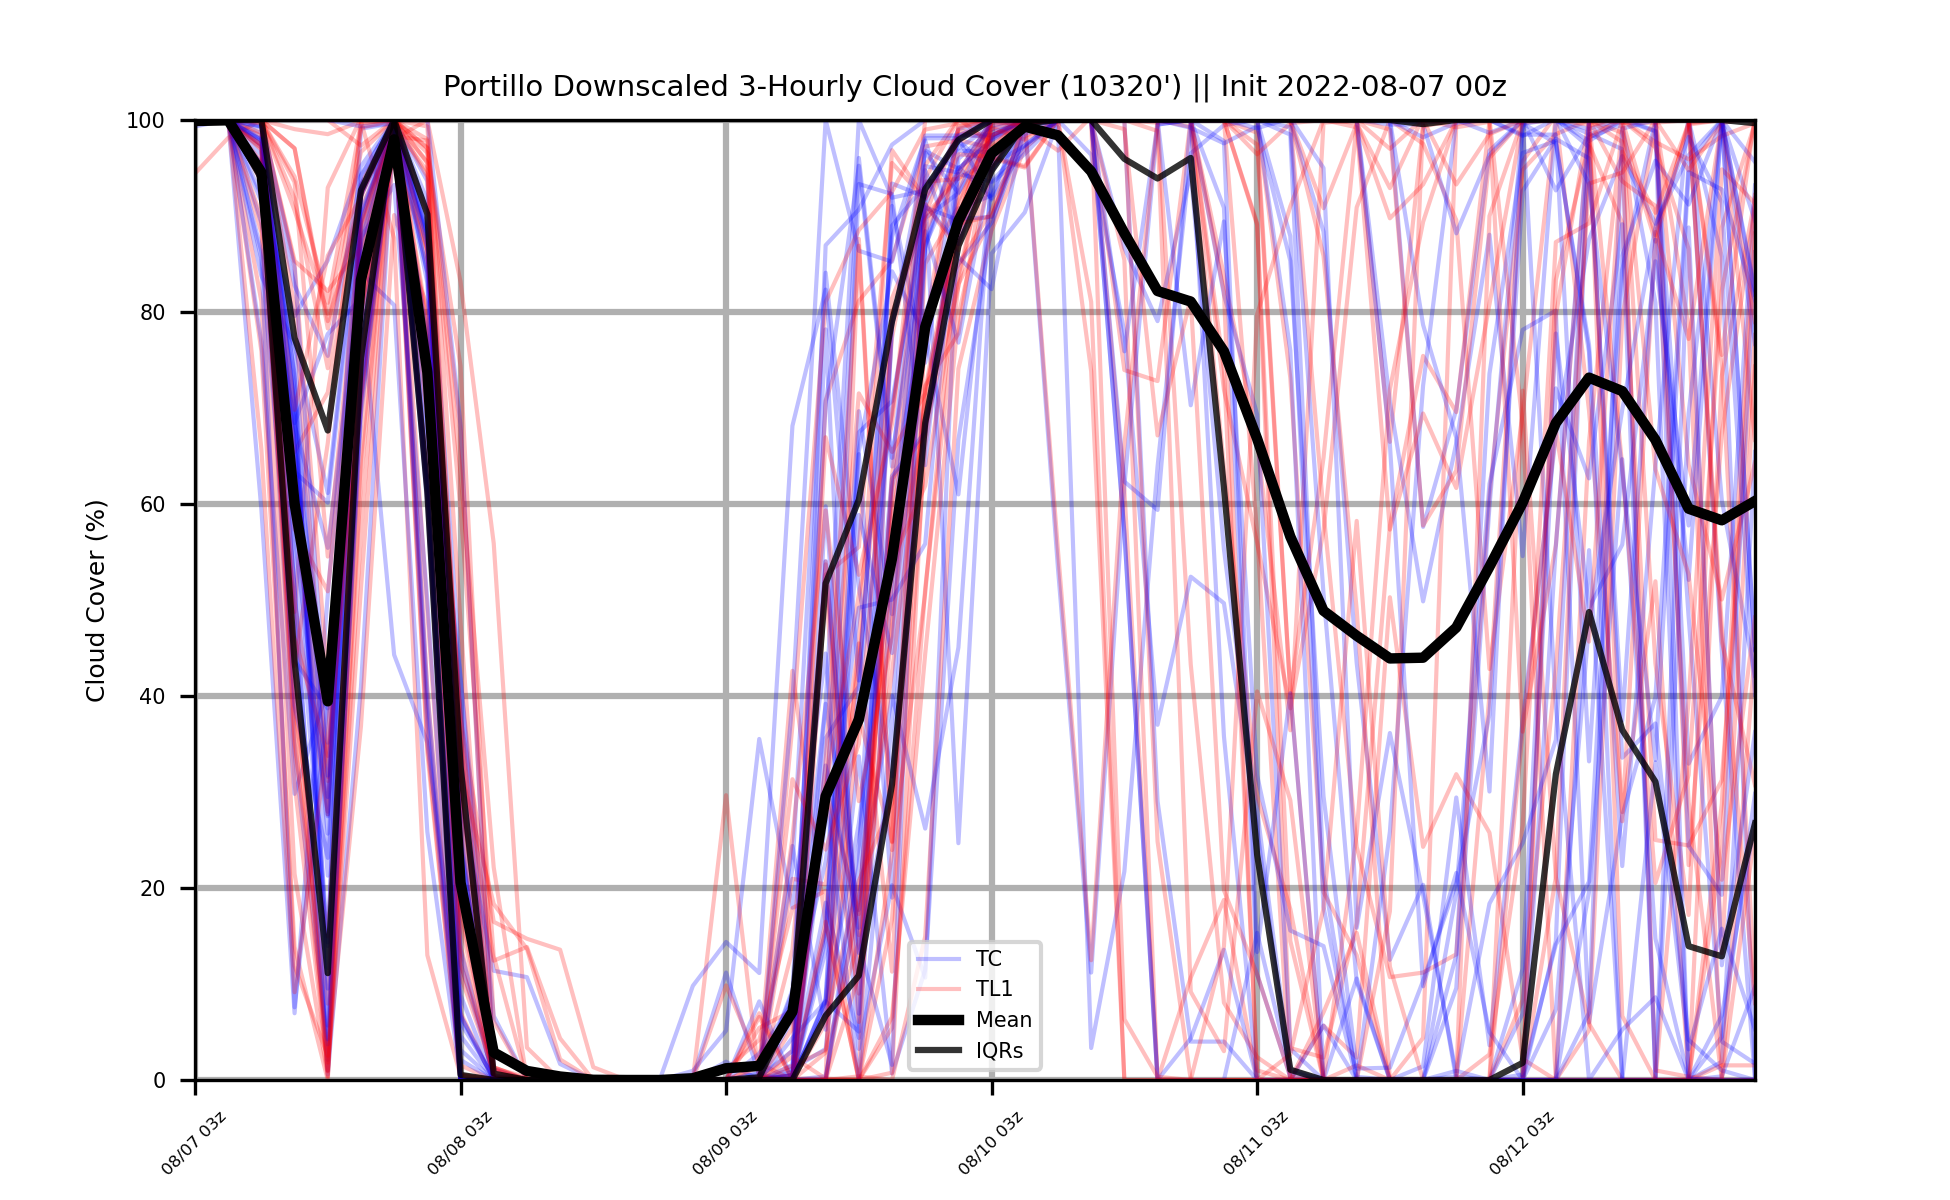 Portillo Downscaled 3-Hourly Cloud Cover (10320') || Init 2022-08-07 00z
Cloud Cover (%)
100
80
60
40
20
0
TC
TL1
Mean
IQRs
08/07 03z
08/08 03z
08/09 03z
08/10 03z
08/11 03z
08/12 03z